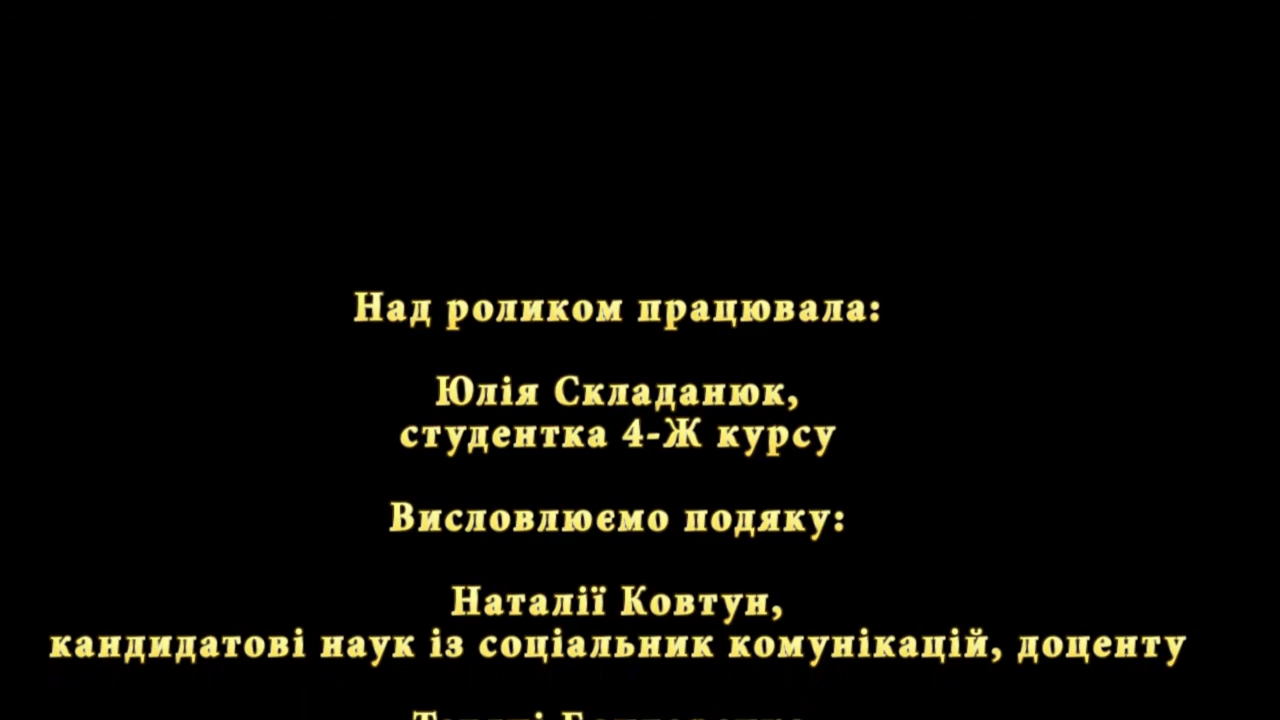 Над роликом працювала:
Юлія Складанюк,
студентка 4-Ж курсу
Висловлюємо подяку:
Наталії Ковтун,
кандидатові наук із соціальник комунікацій, доценту